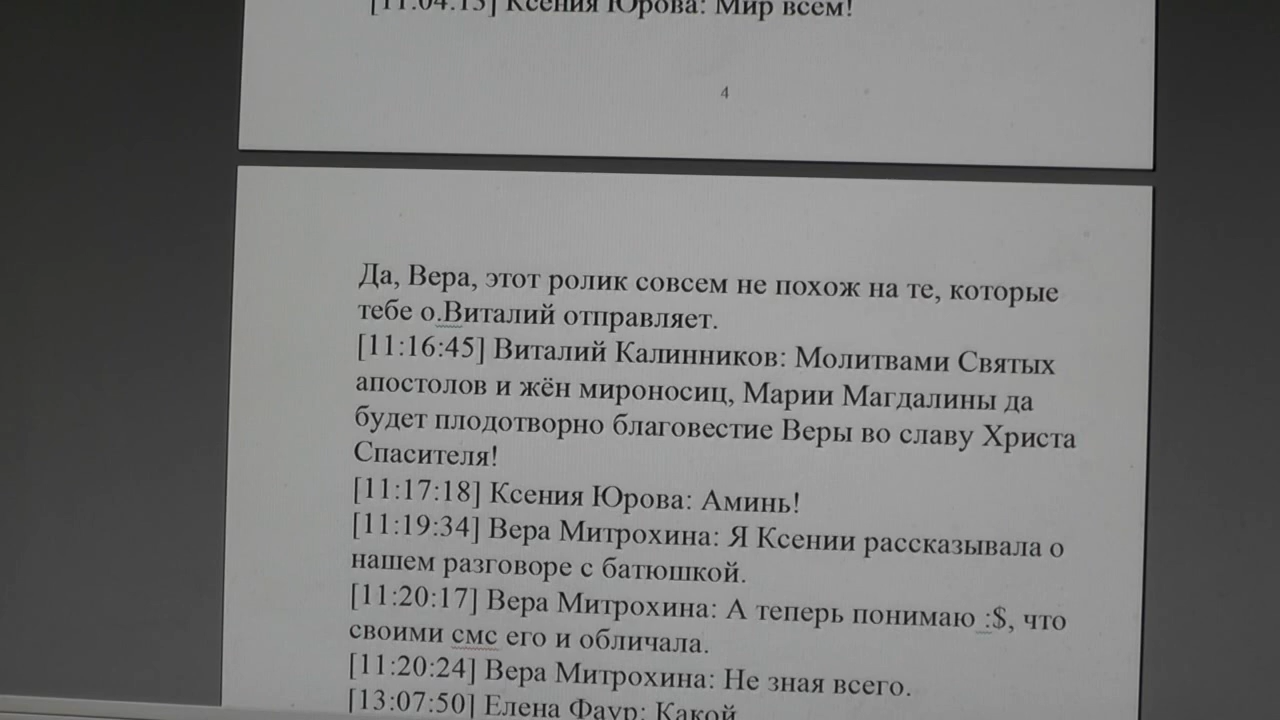 [11:04:13] Ксения Юрова: Мир всем!
4
Да, Вера, этот ролик совсем не похож на те, которые
тебе о.Виталий отправляет.
[11:16:45] Виталий Калинников: Молитвами Святых
апостолов и жён мироносиц, Марии Магдалины да
будет плодотворно благовестие Веры во славу Христа
Спасителя!
[11:17:18] Ксения Юрова: Аминь!
[11:19:34] Вера Митрохина: Я Ксении рассказывала о
нашем разговоре с батюшкой.
[11:20:17] Вера Митрохина: А теперь понимаю :$, что
своими смс его и обличала.
[11:20:24] Вера Митрохина: Не зная всего.
[13:07:50] Елена Фаур: Какой